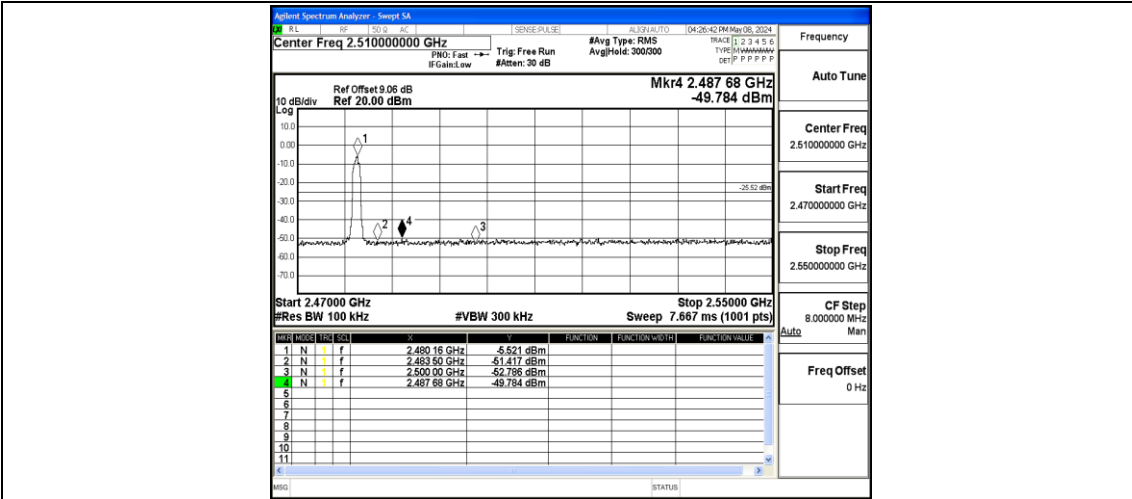 Agilent Spectrum Analyzer - Swept SA
RL RF 50 Ω AC SENSE:PULSE ALIGN AUTO 04:26:42 PM May 08, 2024
Center Freq 2.510000000 GHz #Avg Type: RMS TRACE 1 2 3 4 5 6
PNO: Fast Trig: Free Run Avg|Hold: 300/300 TYPE M
IFGain:Low #Atten: 30 dB DET P P P P P P
Mkr4 2.487 68 GHz
-49.784 dBm
Ref Offset 9.06 dB
10 dB/div Ref 20.00 dBm
Log
10.0
0.00
-10.0
-20.0
-30.0
-40.0
-50.0
-60.0
-70.0
1
2
4
3
-25.52 dBm
Start 2.47000 GHz Stop 2.55000 GHz
#Res BW 100 kHz #VBW 300 kHz Sweep 7.667 ms (1001 pts)
MKR MODE TRC SCL X Y FUNCTION FUNCTION WIDTH FUNCTION VALUE
1 N 1 f 2.480 16 GHz -5.521 dBm
2 N 1 f 2.483 50 GHz -51.417 dBm
3 N 1 f 2.500 00 GHz -52.786 dBm
4 N 1 f 2.487 68 GHz -49.784 dBm
5
6
7
8
9
10
11
MSG STATUS
Frequency
Auto Tune
Center Freq
2.510000000 GHz
Start Freq
2.470000000 GHz
Stop Freq
2.550000000 GHz
CF Step
8.000000 MHz
Auto Man
Freq Offset
0 Hz